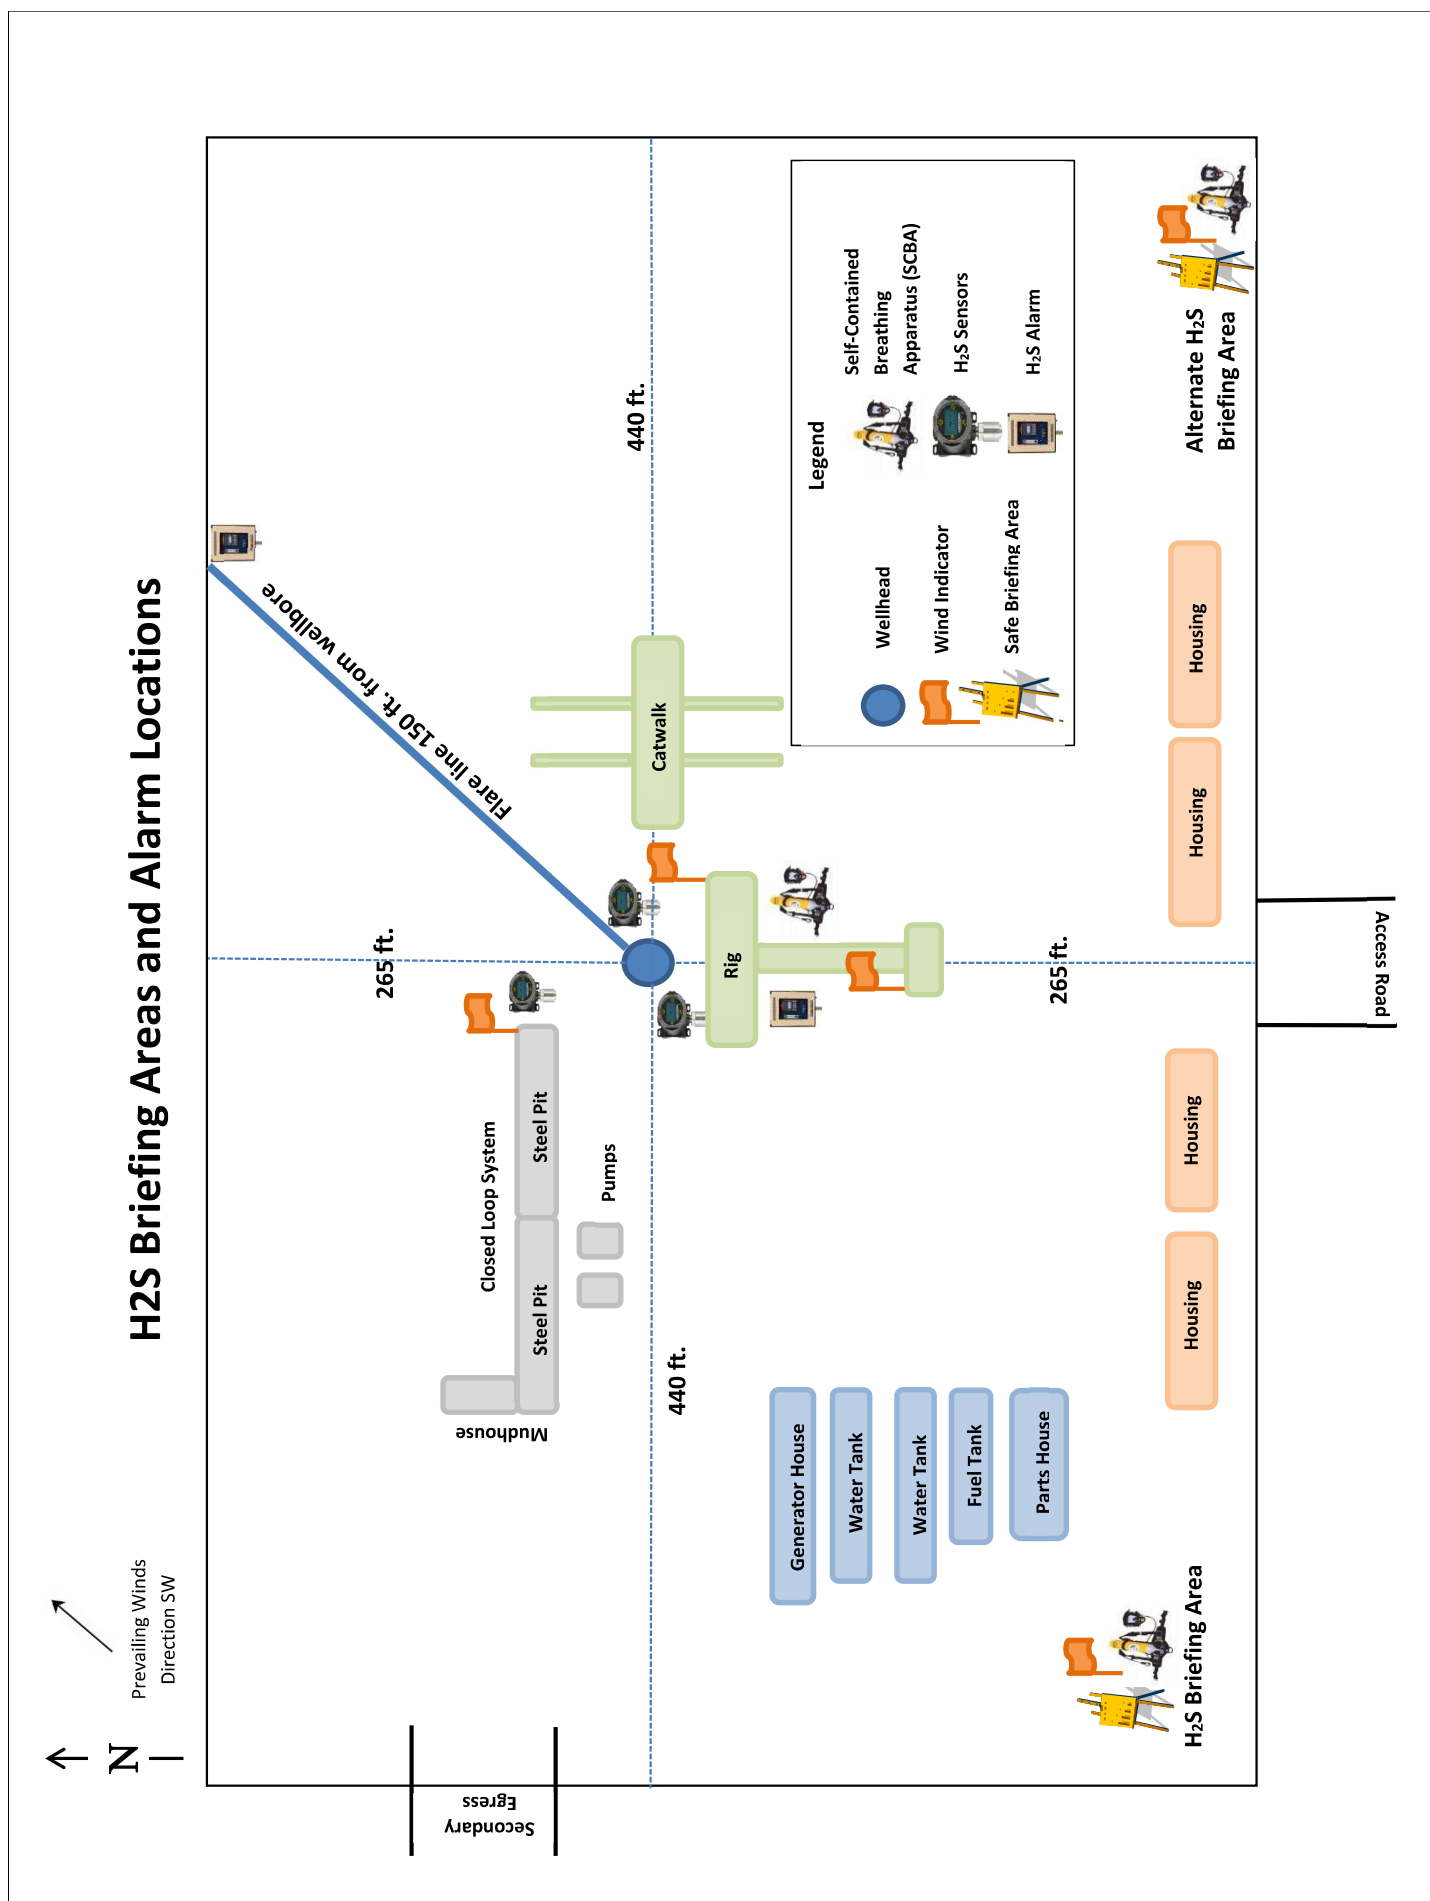 H2S Briefing Areas and Alarm Locations
N
Prevailing Winds
Direction SW
Secondary
Egress
265 ft.
440 ft.
440 ft.
265 ft.
Flare line 150 ft. from wellbore
Closed Loop System
Mudhouse
Steel Pit
Steel Pit
Pumps
Catwalk
Rig
Generator House
Water Tank
Water Tank
Fuel Tank
Parts House
Legend
Wellhead
Wind Indicator
Safe Briefing Area
Self-Contained
Breathing
Apparatus (SCBA)
H₂S Sensors
H₂S Alarm
Housing
Housing
Housing
Housing
H₂S Briefing Area
Alternate H₂S
Briefing Area
Access Road